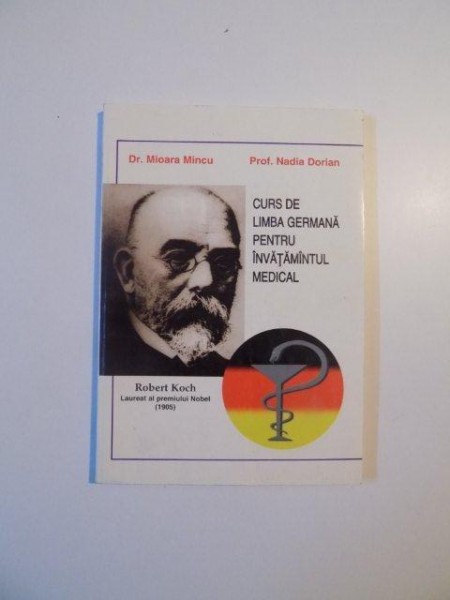 Dr. Mioara Mincu
Prof. Nadia Dorian
CURS DE
LIMBA GERMANĂ
PENTRU
ÎNVĂŢĂMÎNTUL
MEDICAL
Robert Koch
Laureat al premiului Nobel
(1905)